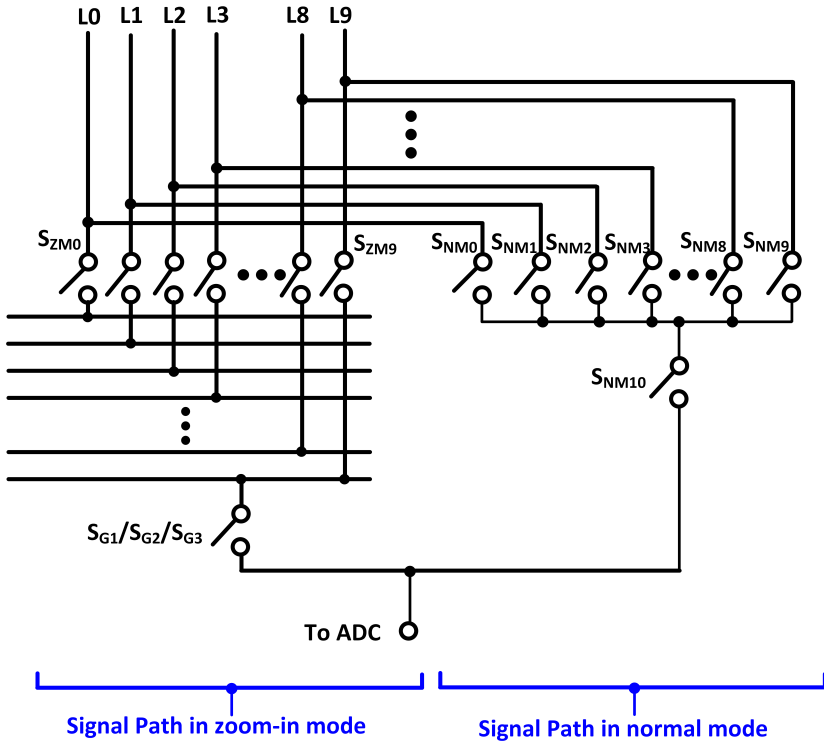 L0 L1 L2 L3 L8 L9
SZM0 SZM9 SNM0 SNM1 SNM2 SNM3 SNM8 SNM9
SNM10
SG1/SG2/SG3
To ADC
Signal Path in zoom-in mode
Signal Path in normal mode